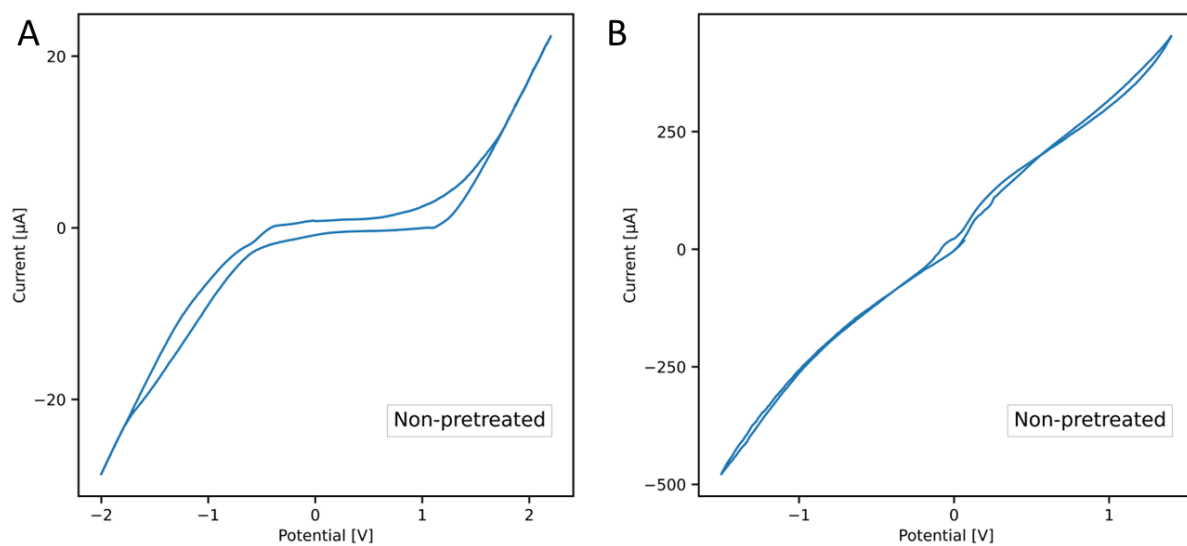 A
20
0
−20
−2
−1
0
1
2
Current [µA]
Potential [V]
Non-pretreated
B
250
0
−250
−500
−1
0
1
Current [µA]
Potential [V]
Non-pretreated